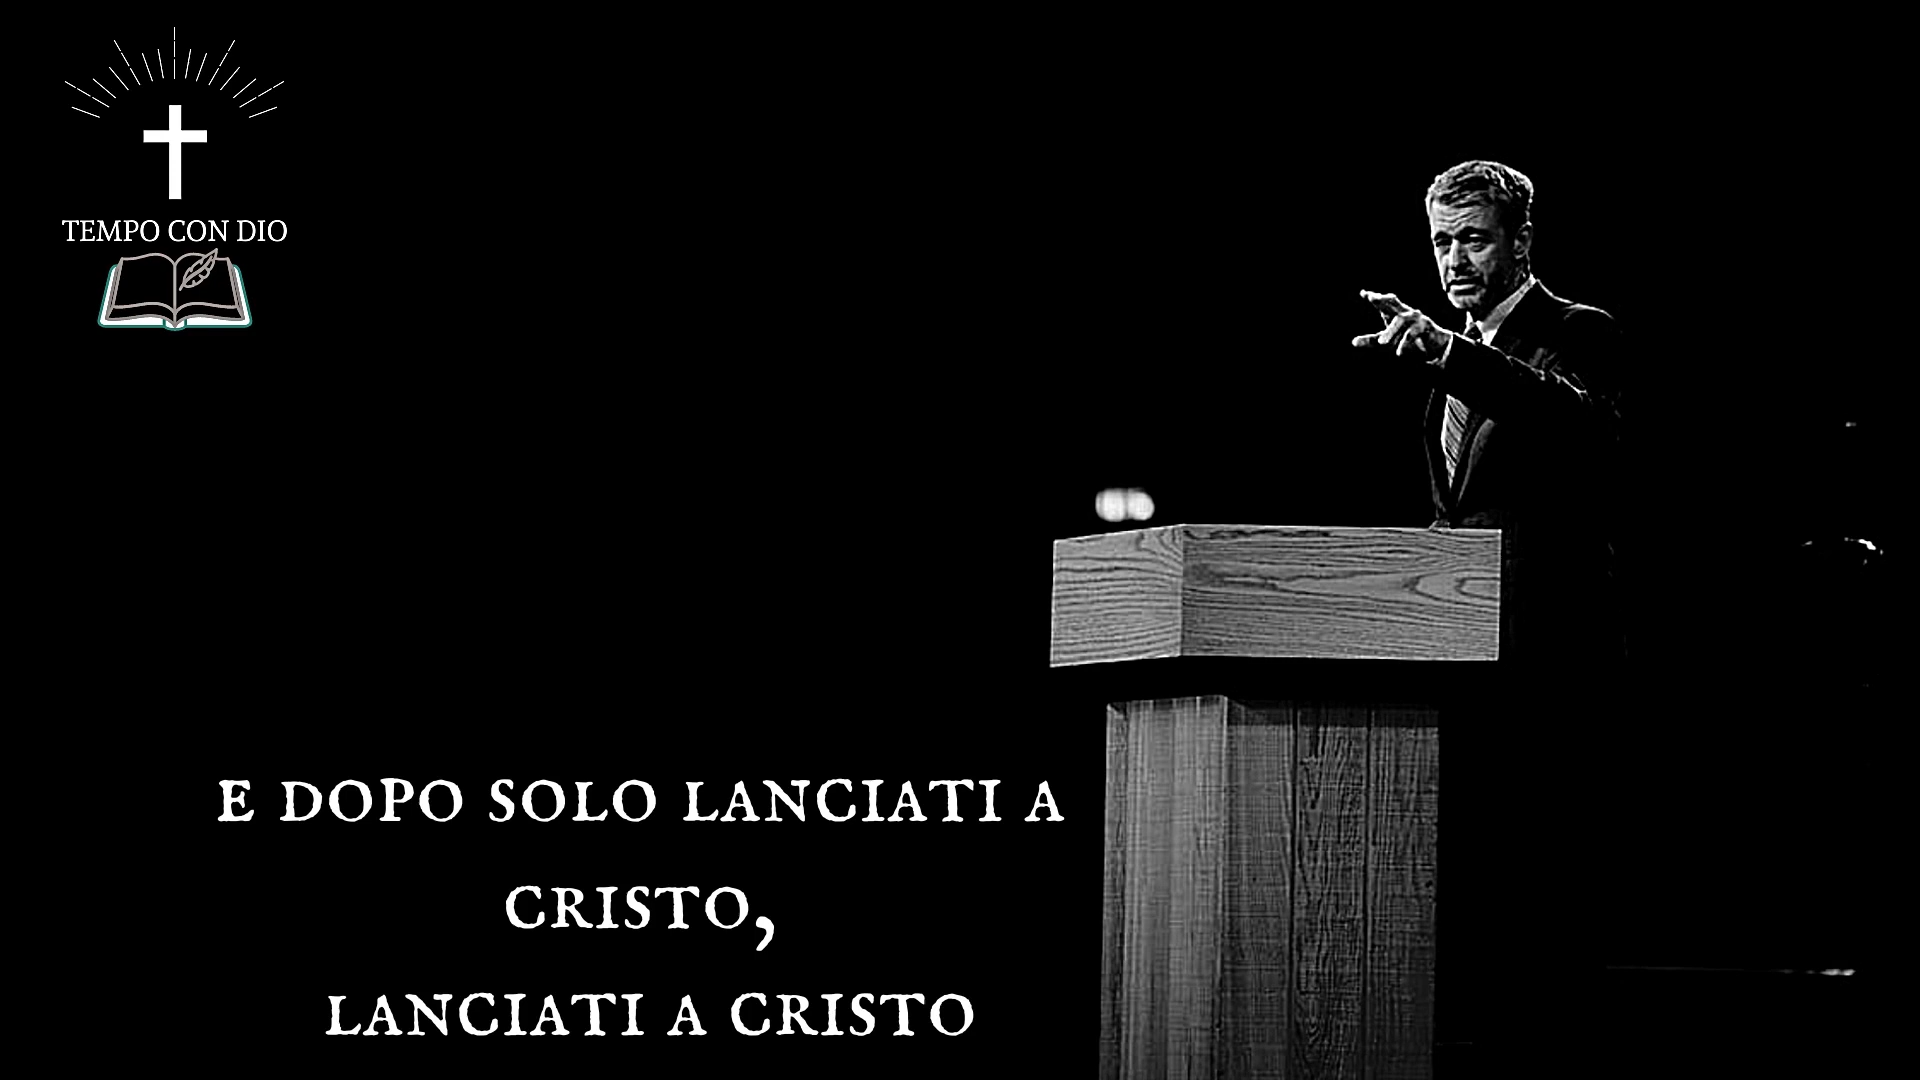 TEMPO CON DIO
E DOPO SOLO LANCIATI A
CRISTO,
LANCIATI A CRISTO